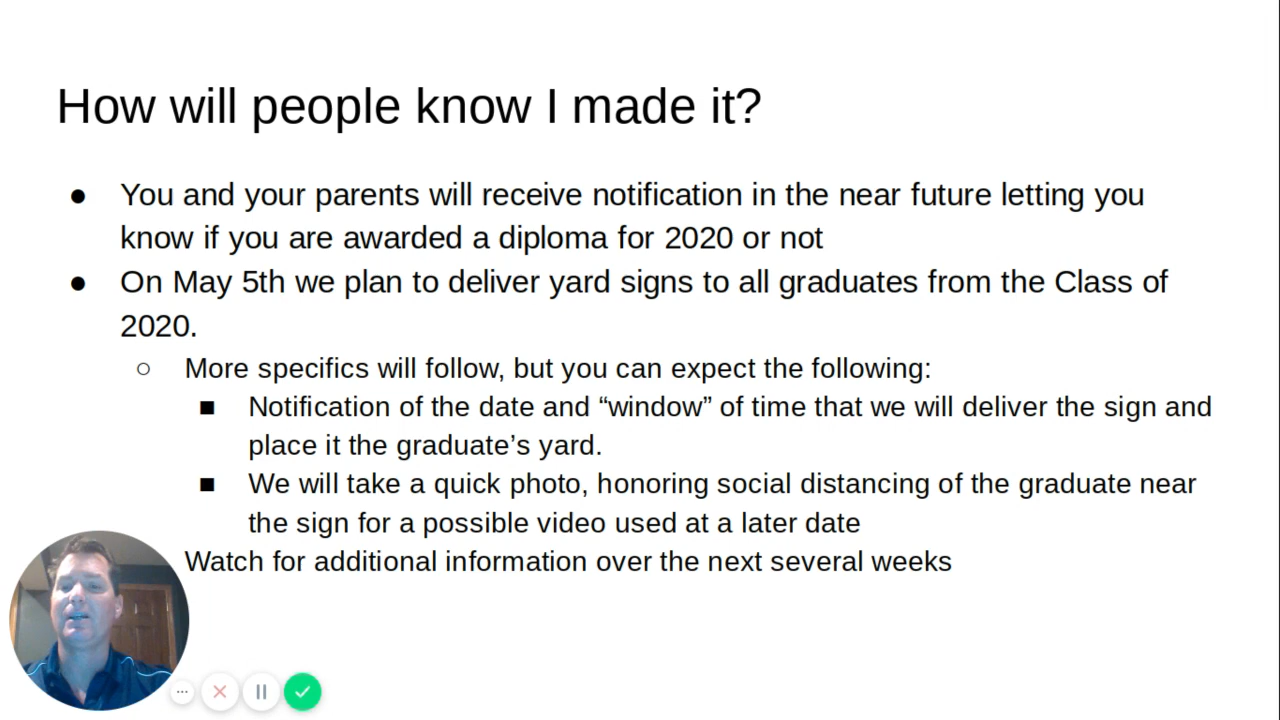 How will people know I made it?
● You and your parents will receive notification in the near future letting you
know if you are awarded a diploma for 2020 or not
● On May 5th we plan to deliver yard signs to all graduates from the Class of
2020.
○ More specifics will follow, but you can expect the following:
■ Notification of the date and “window” of time that we will deliver the sign and
place it the graduate’s yard.
■ We will take a quick photo, honoring social distancing of the graduate near
the sign for a possible video used at a later date
Watch for additional information over the next several weeks